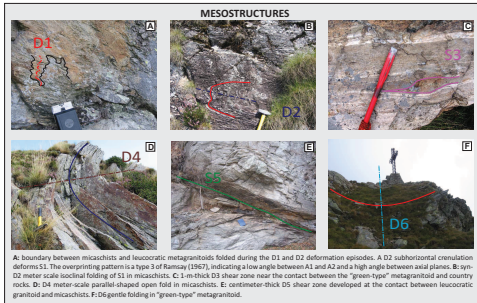 MESOSTRUCTURES
A
D1
B
D2
C
S3
D
D4
E
S5
F
D6
A: boundary between micaschists and leucocratic metagranitoids folded during the D1 and D2 deformation episodes. A D2 subhorizontal crenulation
deforms S1. The overprinting pattern is a type 3 of Ramsay (1967), indicating a low angle between A1 and A2 and a high angle between axial planes. B: syn-
D2 meter scale isoclinal folding of S1 in micaschists. C: 1-m-thick D3 shear zone near the contact between the "green-type" metagranitoid and country
rocks. D: D4 meter-scale parallel-shaped open fold in micaschists. E: centimeter-thick D5 shear zone developed at the contact between leucocratic
granitoid and micaschists. F: D6 gentle folding in "green-type" metagranitoid.